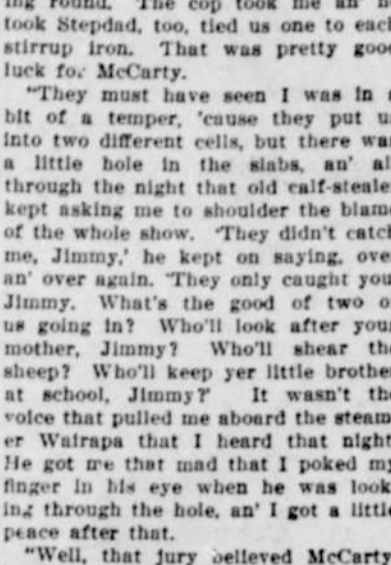 ing round. The cop took me an' he
took Stepdad, too, tied us one to each
stirrup iron. That was pretty good
luck for McCarty.
"They must have seen I was in a
bit of a temper, 'cause they put us
into two different cells, but there was
a little hole in the slabs, an' all
through the night that old calf-stealer
kept asking me to shoulder the blame
of the whole show. 'They didn't catch
me, Jimmy,' he kept on saying, over
an' over again. 'They only caught you,
Jimmy. What's the good of two of
us going in? Who'll look after your
mother, Jimmy? Who'll shear the
sheep? Who'll keep yer little brother
at school, Jimmy?' It wasn't the
voice that pulled me aboard the steam-
er Wairapa that I heard that night.
He got me that mad that I poked my
finger in his eye when he was look-
ing through the hole, an' I got a little
peace after that.
"Well, that jury believed McCarty